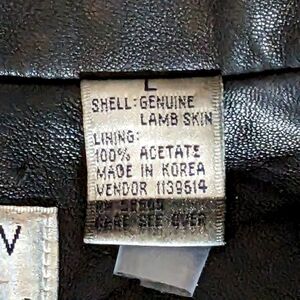 L
SHELL: GENUINE
LAMB SKIN
LINING:
100% ACETATE
MADE IN KOREA
VENDOR 1139514
CARE SEE OVER
V